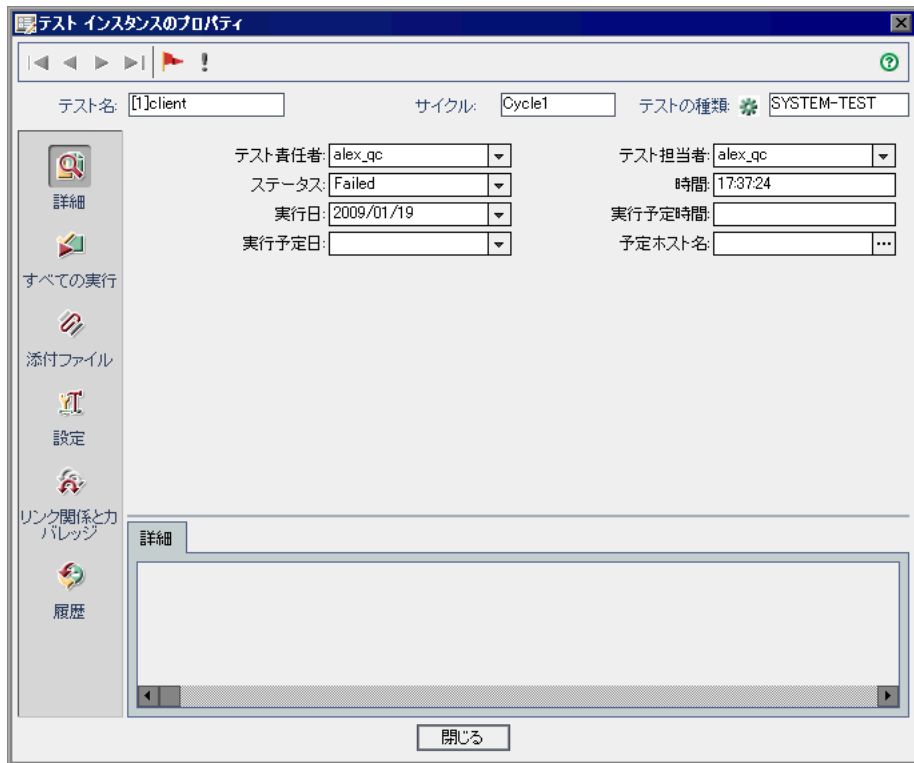 テスト インスタンスのプロパティ
テスト名: [1]client サイクル: Cycle1 テストの種類: SYSTEM-TEST
詳細
すべての実行
添付ファイル
設定
リンク関係とカ
バレッジ
履歴
テスト責任者: alex_qc テスト担当者: alex_qc
ステータス: Failed 時間: 17:37:24
実行日: 2009/01/19 実行予定時間:
実行予定日: 予定ホスト名: ...
詳細
閉じる